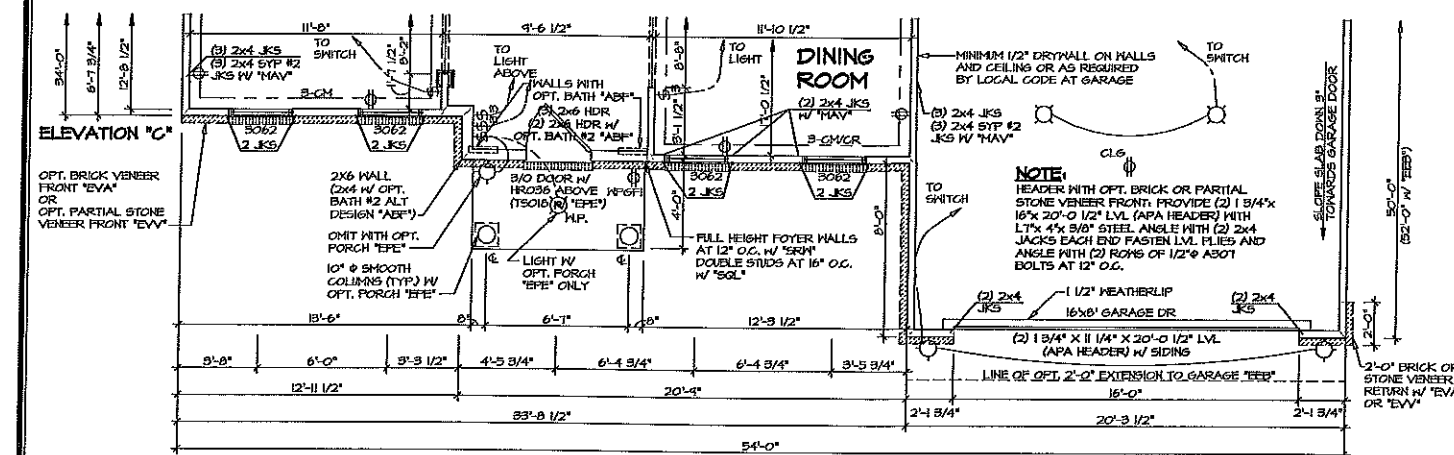 11'-8"
9'-6 1/2"
11'-10 1/2"
34'-0"
6'-7 3/4"
12'-8 1/2"
(3) 2x4 JKS
(3) 2x4 SYP #2
JKS W/ "MAV"
TO
SWITCH
3-CM
TO
LIGHT
ABOVE
WALLS WITH
OPT. BATH "ABF"
(3) 2x6 HDR
(2) 2x6 HDR W/
OPT. BATH #2 "ABF"
TO
LIGHT
DINING
ROOM
(2) 2x4 JKS
W/ "MAV"
3-CM/CR
MINIMUM 1/2" DRYWALL ON WALLS
AND CEILING OR AS REQUIRED
BY LOCAL CODE AT GARAGE
(3) 2x4 JKS
(3) 2x4 SYP #2
JKS W/ "MAV"
TO
SWITCH
CLG
ELEVATION "C"
3062
2 JKS
3062
2 JKS
3062
2 JKS
3062
2 JKS
OPT. BRICK VENEER
FRONT "EVA"
OR
OPT. PARTIAL STONE
VENEER FRONT "EVV"
2X6 WALL
(2x4 W/ OPT.
BATH #2 ALT
DESIGN "ABF")
OMIT WITH OPT.
PORCH "EPE"
10" φ SMOOTH
COLUMNS (TYP.) W/
OPT. PORCH "EPE"
3/0 DOOR W/
HR036 ABOVE
(TS018 W/ "EPE")
W.P.
WPGFI
4'-0"
LIGHT W/
OPT. PORCH
"EPE" ONLY
FULL HEIGHT FOYER WALLS
AT 12" O.C. W/ "SRW"
DOUBLE STUDS AT 16" O.C.
W/ "SGL"
8'-0"
TO
SWITCH
NOTE:
HEADER WITH OPT. BRICK OR PARTIAL
STONE VENEER FRONT: PROVIDE (2) 1 3/4"x
16"x 20'-0 1/2" LVL (APA HEADER) WITH
L7"x 4"x 3/8" STEEL ANGLE WITH (2) 2x4
JACKS EACH END FASTEN LVL PLIES AND
ANGLE WITH (2) ROWS OF 1/2"φ A307
BOLTS AT 12" O.C.
SLOPE SLAB DOWN 3"
TOWARDS GARAGE DOOR
50'-0"
(52'-0" W/ "EEB")
(2) 2x4
JKS
1 1/2" WEATHERLIP
16'x8' GARAGE DR
(2) 2x4
JKS
2'-0"
(2) 1 3/4" X 11 1/4" X 20'-0 1/2" LVL
(APA HEADER) W/ SIDING
LINE OF OPT. 2'-0" EXTENSION TO GARAGE "EEB"
2'-0" BRICK OR
STONE VENEER
RETURN W/ "EVA"
OR "EVV"
13'-6"
8"
6'-7"
8"
12'-3 1/2"
3'-8"
6'-0"
3'-3 1/2"
4'-5 3/4"
6'-4 3/4"
6'-4 3/4"
3'-5 3/4"
12'-11 1/2"
20'-9"
16'-0"
33'-8 1/2"
2'-1 3/4"
20'-3 1/2"
2'-1 3/4"
54'-0"